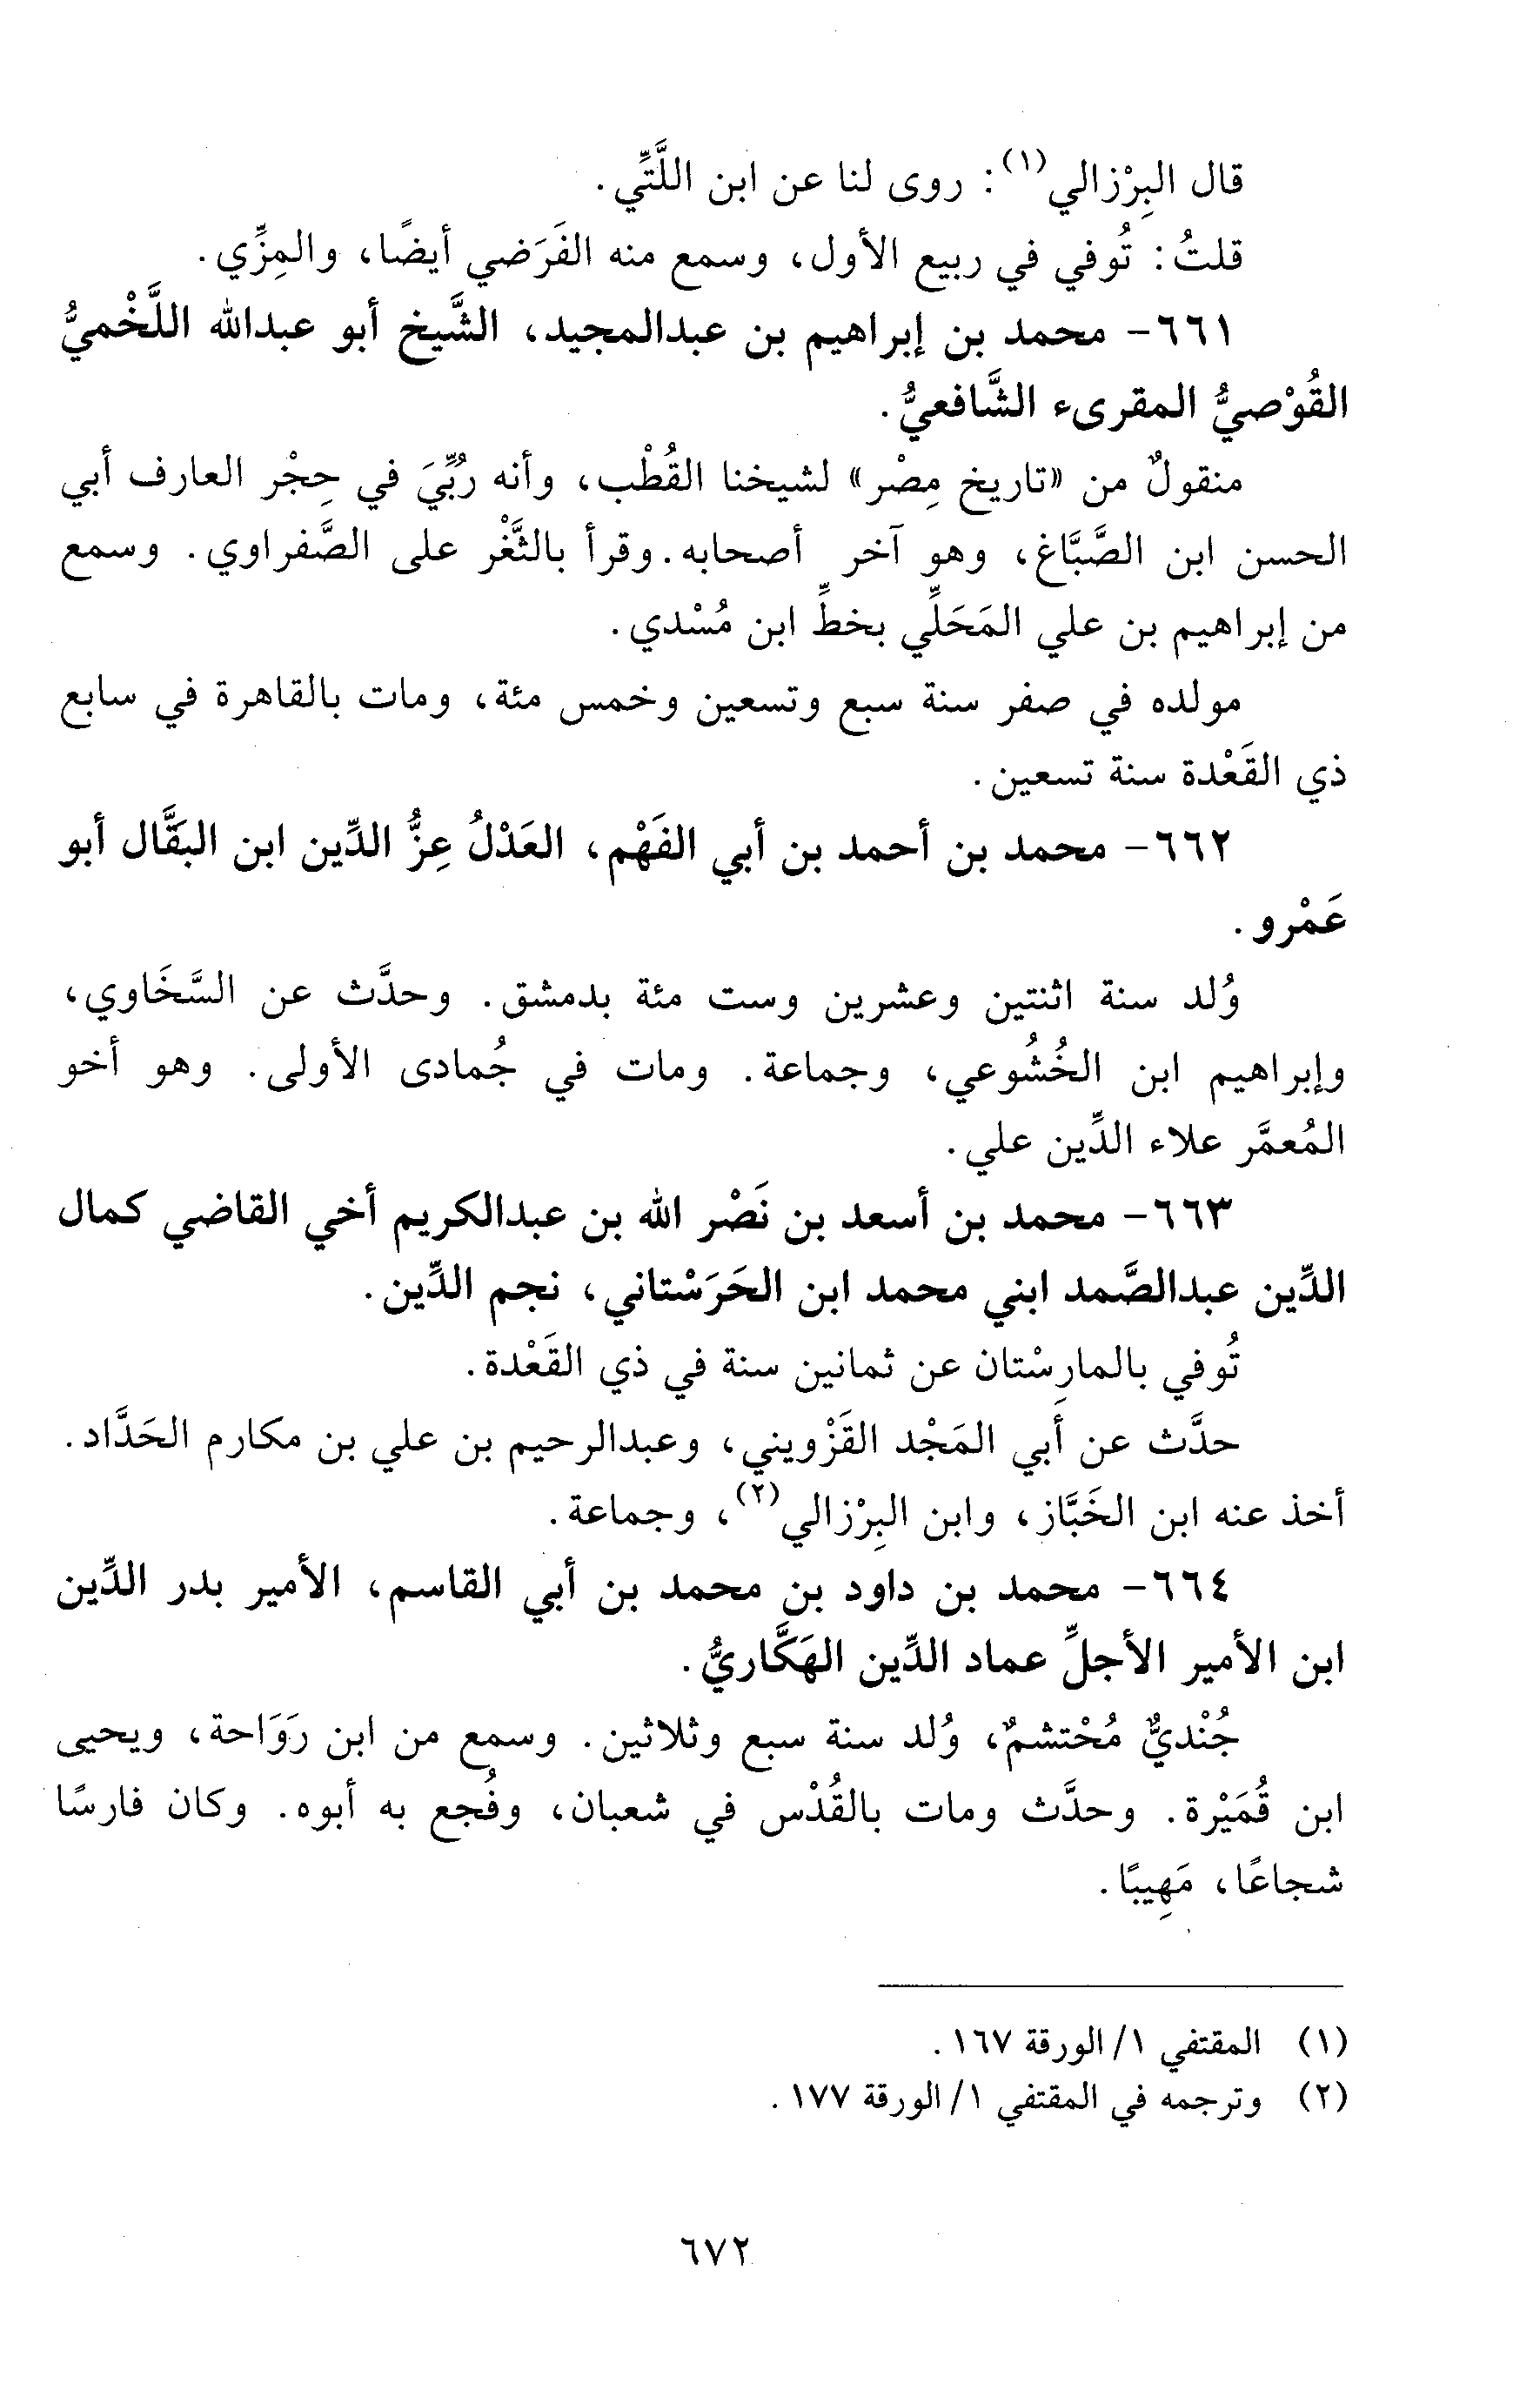 قال البِرْزالي(١): روى لنا عن ابن اللَّتِّي.
قلتُ: تُوفي في ربيع الأول، وسمع منه الفَرَضي أيضًا، والمِزِّي.
٦٦١- محمد بن إبراهيم بن عبدالمجيد، الشَّيخ أبو عبدالله اللَّخْميُّ
القُوْصيُّ المقرىء الشَّافعيُّ.
منقولٌ من «تاريخ مِصْر» لشيخنا القُطْب، وأنه رُبِّيَ في حِجْر العارف أبي
الحسن ابن الصَّبَّاغ، وهو آخر أصحابه. وقرأ بالثَّغْر على الصَّفراوي. وسمع
من إبراهيم بن علي المَحَلِّي بخطِّ ابن مُسْدي.
مولده في صفر سنة سبع وتسعين وخمس مئة، ومات بالقاهرة في سابع
ذي القَعْدة سنة تسعين.
٦٦٢- محمد بن أحمد بن أبي الفَهْم، العَدْلُ عِزُّ الدِّين ابن البَقَّال أبو
عَمْرو.
وُلد سنة اثنتين وعشرين وست مئة بدمشق. وحدَّث عن السَّخَاوي،
وإبراهيم ابن الخُشُوعي، وجماعة. ومات في جُمادى الأولى. وهو أخو
المُعمَّر علاء الدِّين علي.
٦٦٣- محمد بن أسعد بن نَصْر الله بن عبدالكريم أخي القاضي كمال
الدِّين عبدالصَّمد ابني محمد ابن الحَرَسْتاني، نجم الدِّين.
تُوفي بالمارِسْتان عن ثمانين سنة في ذي القَعْدة.
حدَّث عن أبي المَجْد القَزْويني، وعبدالرحيم بن علي بن مكارم الحَدَّاد.
أخذ عنه ابن الخَبَّاز، وابن البِرْزالي(٢)، وجماعة.
٦٦٤- محمد بن داود بن محمد بن أبي القاسم، الأمير بدر الدِّين
ابن الأمير الأجلِّ عماد الدِّين الهَكَّاريُّ.
جُنْديٌّ مُحْتشمٌ، وُلد سنة سبع وثلاثين. وسمع من ابن رَوَاحة، ويحيى
ابن قُمَيْرة. وحدَّث ومات بالقُدْس في شعبان، وفُجع به أبوه. وكان فارسًا
شجاعًا، مَهِيبًا.
(١) المقتفي ١/ الورقة ١٦٧.
(٢) وترجمه في المقتفي ١/ الورقة ١٧٧.
٦٧٢